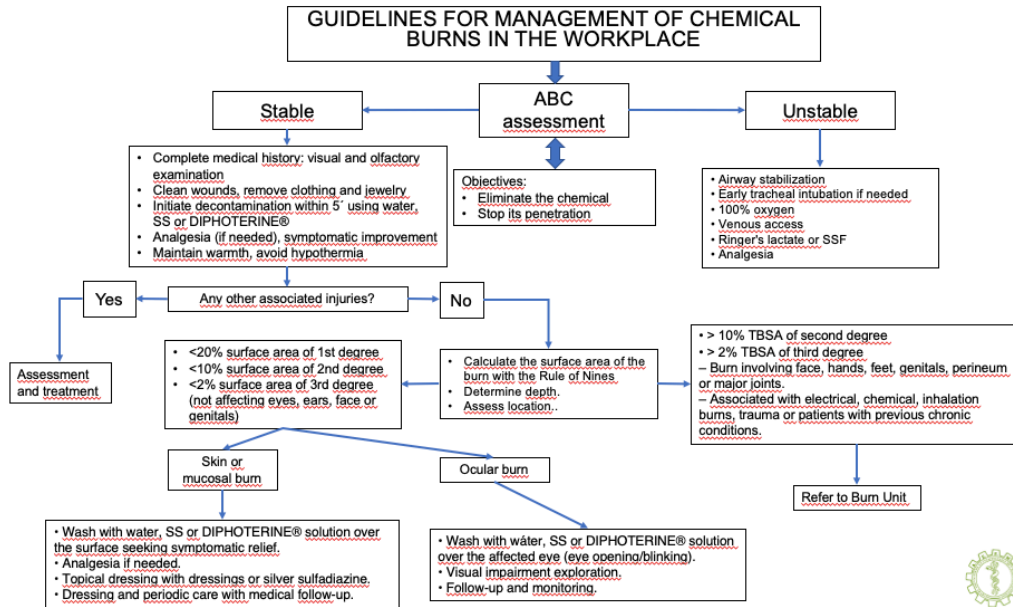 GUIDELINES FOR MANAGEMENT OF CHEMICAL
BURNS IN THE WORKPLACE
Stable
ABC
assessment
Unstable
• Complete medical history: visual and olfactory
examination
• Clean wounds, remove clothing and jewelry
• Initiate decontamination within 5´ using water,
SS or DIPHOTERINE®
• Analgesia (if needed), symptomatic improvement
• Maintain warmth, avoid hypothermia
Objectives:
• Eliminate the chemical
• Stop its penetration
• Airway stabilization
• Early tracheal intubation if needed
• 100% oxygen
• Venous access
• Ringer's lactate or SSF
• Analgesia
Yes
Any other associated injuries?
No
Assessment
and treatment
• <20% surface area of 1st degree
• <10% surface area of 2nd degree
• <2% surface area of 3rd degree
(not affecting eyes, ears, face or
genitals)
• Calculate the surface area of the
burn with the Rule of Nines
• Determine depth.
• Assess location..
• > 10% TBSA of second degree
• > 2% TBSA of third degree
– Burn involving face, hands, feet, genitals, perineum
or major joints.
– Associated with electrical, chemical, inhalation
burns, trauma or patients with previous chronic
conditions.
Skin or
mucosal burn
Ocular burn
Refer to Burn Unit
• Wash with water, SS or DIPHOTERINE® solution over
the surface seeking symptomatic relief.
• Analgesia if needed.
• Topical dressing with dressings or silver sulfadiazine.
• Dressing and periodic care with medical follow-up.
• Wash with wáter, SS or DIPHOTERINE® solution
over the affected eye (eye opening/blinking).
• Visual impairment exploration.
• Follow-up and monitoring.